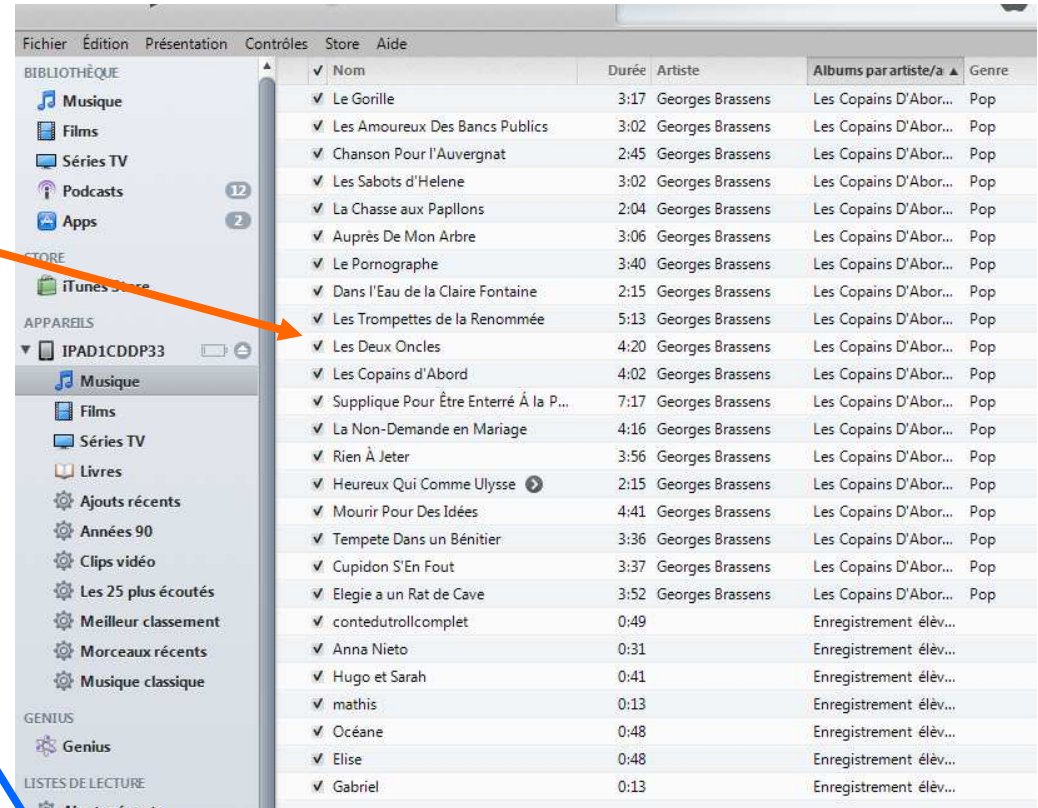 Fichier Édition Présentation Contrôles Store Aide
BIBLIOTHÈQUE
Musique
Films
Séries TV
Podcasts 12
Apps 2
STORE
iTunes Store
APPAREILS
IPAD1CDDP33
Musique
Films
Séries TV
Livres
Ajouts récents
Années 90
Clips vidéo
Les 25 plus écoutés
Meilleur classement
Morceaux récents
Musique classique
GENIUS
Genius
LISTES DE LECTURE
✓ Nom Durée Artiste Albums par artiste/a ▲ Genre
✓ Le Gorille 3:17 Georges Brassens Les Copains D'Abor... Pop
✓ Les Amoureux Des Bancs Publics 3:02 Georges Brassens Les Copains D'Abor... Pop
✓ Chanson Pour l'Auvergnat 2:45 Georges Brassens Les Copains D'Abor... Pop
✓ Les Sabots d'Helene 3:02 Georges Brassens Les Copains D'Abor... Pop
✓ La Chasse aux Papllons 2:04 Georges Brassens Les Copains D'Abor... Pop
✓ Auprès De Mon Arbre 3:06 Georges Brassens Les Copains D'Abor... Pop
✓ Le Pornographe 3:40 Georges Brassens Les Copains D'Abor... Pop
✓ Dans l'Eau de la Claire Fontaine 2:15 Georges Brassens Les Copains D'Abor... Pop
✓ Les Trompettes de la Renommée 5:13 Georges Brassens Les Copains D'Abor... Pop
✓ Les Deux Oncles 4:20 Georges Brassens Les Copains D'Abor... Pop
✓ Les Copains d'Abord 4:02 Georges Brassens Les Copains D'Abor... Pop
✓ Supplique Pour Être Enterré Á la P... 7:17 Georges Brassens Les Copains D'Abor... Pop
✓ La Non-Demande en Mariage 4:16 Georges Brassens Les Copains D'Abor... Pop
✓ Rien À Jeter 3:56 Georges Brassens Les Copains D'Abor... Pop
✓ Heureux Qui Comme Ulysse 2:15 Georges Brassens Les Copains D'Abor... Pop
✓ Mourir Pour Des Idées 4:41 Georges Brassens Les Copains D'Abor... Pop
✓ Tempete Dans un Bénitier 3:36 Georges Brassens Les Copains D'Abor... Pop
✓ Cupidon S'En Fout 3:37 Georges Brassens Les Copains D'Abor... Pop
✓ Elegie a un Rat de Cave 3:52 Georges Brassens Les Copains D'Abor... Pop
✓ contedutrollcomplet 0:49 Enregistrement élèv...
✓ Anna Nieto 0:31 Enregistrement élèv...
✓ Hugo et Sarah 0:41 Enregistrement élèv...
✓ mathis 0:13 Enregistrement élèv...
✓ Océane 0:48 Enregistrement élèv...
✓ Elise 0:48 Enregistrement élèv...
✓ Gabriel 0:13 Enregistrement élèv...